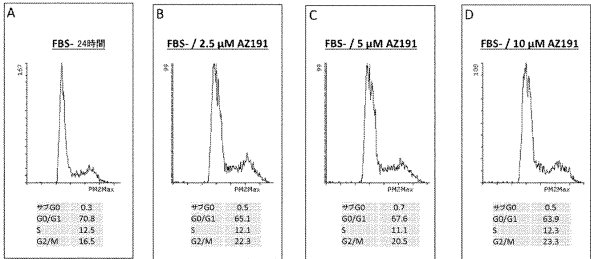 A
FBS- 24時間
167
PM2Max
サブG0 0.3
G0/G1 70.8
S 12.5
G2/M 16.5
B
FBS- / 2.5 µM AZ191
99
PM2Max
サブG0 0.5
G0/G1 65.1
S 12.1
G2/M 22.3
C
FBS- / 5 µM AZ191
99
PM2Max
サブG0 0.7
G0/G1 67.6
S 11.1
G2/M 20.5
D
FBS- / 10 µM AZ191
100
PM2Max
サブG0 0.5
G0/G1 63.9
S 12.3
G2/M 23.3